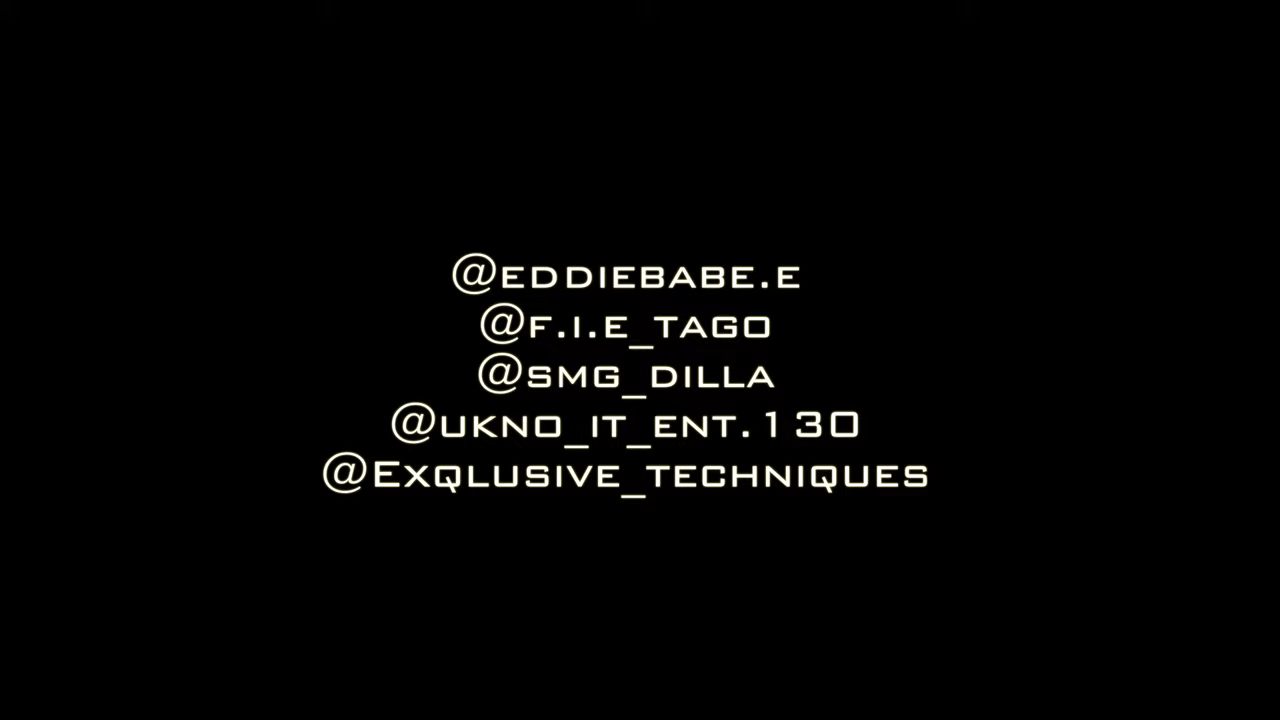 @eddiebabe.e
@f.i.e_tago
@smg_dilla
@ukno_it_ent.130
@Exqlusive_techniques